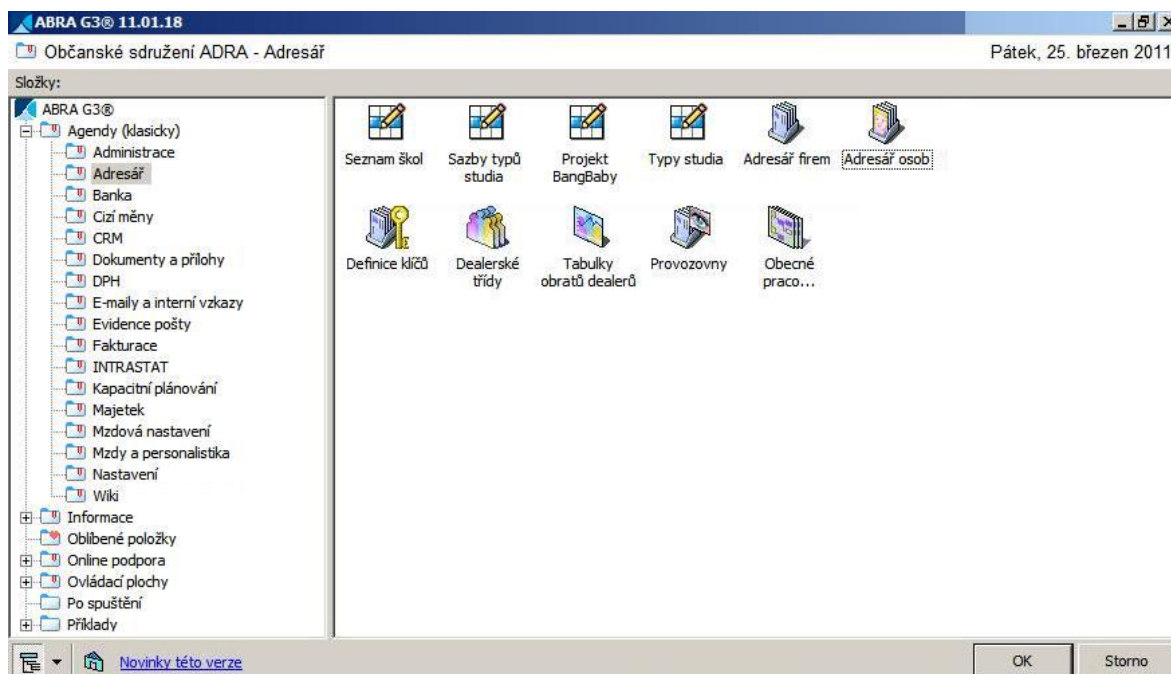 ABRA G3® 11.01.18
Občanské sdružení ADRA - Adresář
Pátek, 25. březen 2011
Složky:
ABRA G3®
Agendy (klasicky)
Administrace
Adresář
Banka
Cizí měny
CRM
Dokumenty a přílohy
DPH
E-maily a interní vzkazy
Evidence pošty
Fakturace
INTRASTAT
Kapacitní plánování
Majetek
Mzdová nastavení
Mzdy a personalistika
Nastavení
Wiki
Informace
Oblíbené položky
Online podpora
Ovládací plochy
Po spuštění
Příklady
Seznam škol
Sazby typů
studia
Projekt
BangBaby
Typy studia
Adresář firem
Adresář osob
Definice klíčů
Dealerské
třídy
Tabulky
obratů dealerů
Provozovny
Obecné
praco...
Novinky této verze
OK
Storno